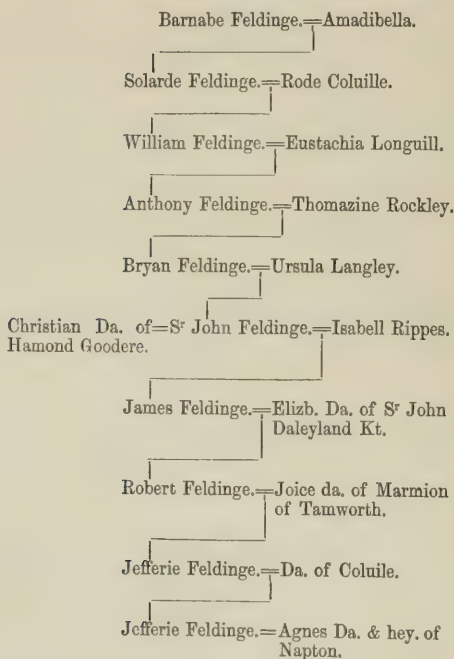 Barnabe Feldinge.=Amadibella.
Solarde Feldinge.=Rode Coluille.
William Feldinge.=Eustachia Longuill.
Anthony Feldinge.=Thomazine Rockley.
Bryan Feldinge.=Ursula Langley.
Christian Da. of=Sr John Feldinge.=Isabell Rippes.
Hamond Goodere.
James Feldinge.=Elizb. Da. of Sr John
Daleyland Kt.
Robert Feldinge.=Joice da. of Marmion
of Tamworth.
Jefferie Feldinge.=Da. of Coluile.
Jefferie Feldinge.=Agnes Da. & hey. of
Napton.